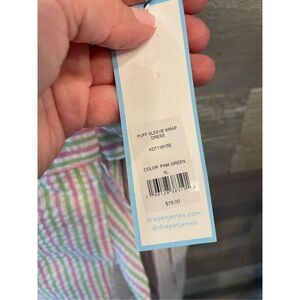 PUFF SLEEVE WRAP
DRESS
COLOR: PINK GREEN
XL
$78.00
draperjames.com
@draperjames